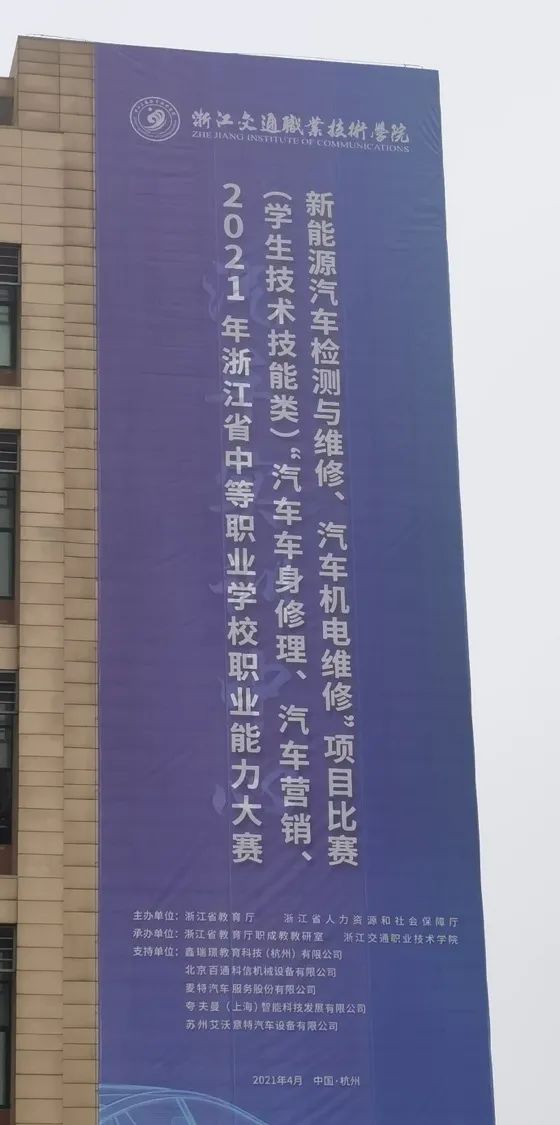 浙江交通職業技術學院
ZHE JIANG INSTITUTE OF COMMUNICATIONS
2021年浙江省中等职业学校职业能力大赛
(学生技术技能类)“汽车车身修理、汽车营销、
新能源汽车检测与维修、汽车机电维修”项目比赛
主办单位：浙江省教育厅 浙江省人力资源和社会保障厅
承办单位：浙江省教育厅职成教教研室 浙江交通职业技术学院
支持单位：鑫瑞璟教育科技(杭州)有限公司
北京百通科信机械设备有限公司
麦特汽车服务股份有限公司
夸夫曼(上海)智能科技发展有限公司
苏州艾沃意特汽车设备有限公司
2021年4月 中国·杭州